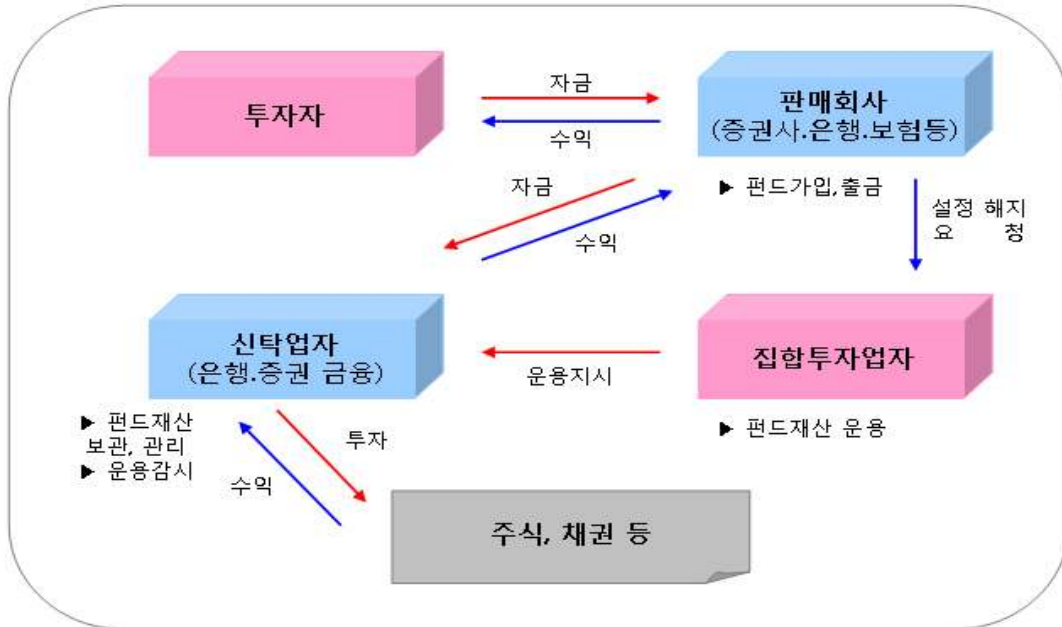 투자자
자금
수익
판매회사
(증권사.은행.보험등)
▶ 펀드가입,출금
자금
수익
설정 해지
요 청
신탁업자
(은행.증권 금융)
운용지시
집합투자업자
▶ 펀드재산
보관, 관리
▶ 운용감시
▶ 펀드재산 운용
투자
수익
주식, 채권 등